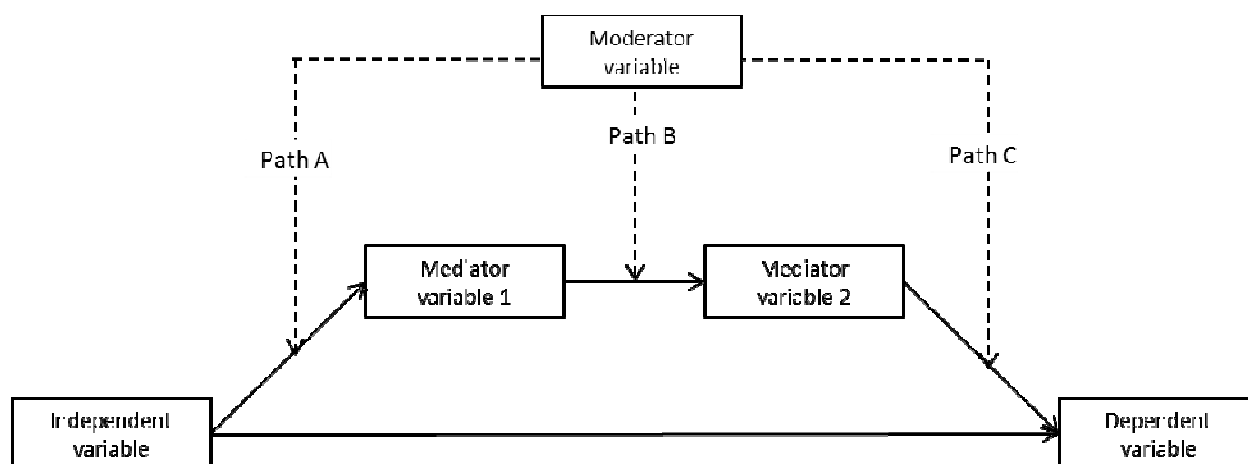 Moderator
variable
Path B
Path A
Path C
Mediator
variable 1
Mediator
variable 2
Independent
variable
Dependent
variable